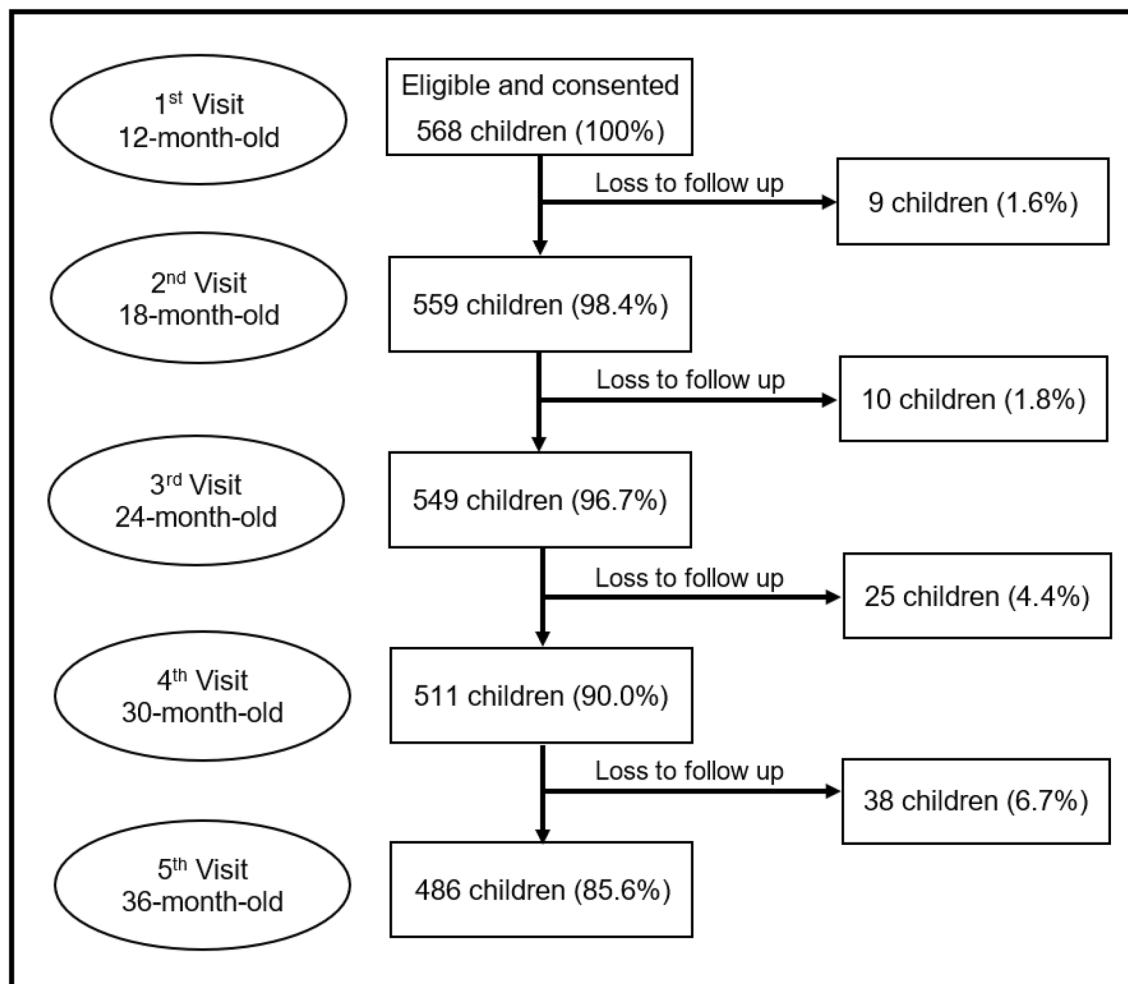 1st Visit
12-month-old
Eligible and consented
568 children (100%)
Loss to follow up
9 children (1.6%)
2nd Visit
18-month-old
559 children (98.4%)
Loss to follow up
10 children (1.8%)
3rd Visit
24-month-old
549 children (96.7%)
Loss to follow up
25 children (4.4%)
4th Visit
30-month-old
511 children (90.0%)
Loss to follow up
38 children (6.7%)
5th Visit
36-month-old
486 children (85.6%)